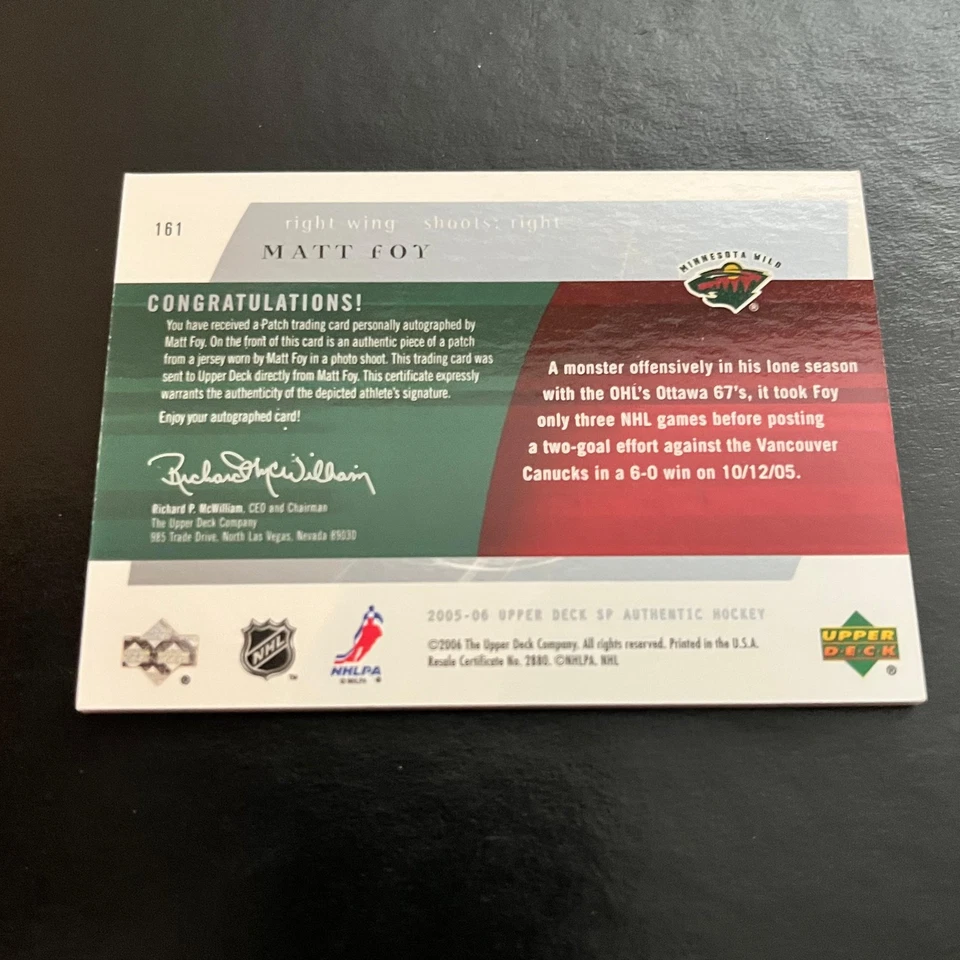 161
right wing shoots: right
MATT FOY
MINNESOTA WILD
®
CONGRATULATIONS!
You have received a Patch trading card personally autographed by
Matt Foy. On the front of this card is an authentic piece of a patch
from a jersey worn by Matt Foy in a photo shoot. This trading card was
sent to Upper Deck directly from Matt Foy. This certificate expressly
warrants the authenticity of the depicted athlete's signature.
Enjoy your autographed card!
Richard P. McWilliam
Richard P. McWilliam, CEO and Chairman
The Upper Deck Company
985 Trade Drive, North Las Vegas, Nevada 89030
A monster offensively in his lone season
with the OHL's Ottawa 67's, it took Foy
only three NHL games before posting
a two-goal effort against the Vancouver
Canucks in a 6-0 win on 10/12/05.
2005-06 UPPER DECK SP AUTHENTIC HOCKEY
©2006 The Upper Deck Company. All rights reserved. Printed in the U.S.A.
Resale Certificate No. 2880. ©NHLPA. NHL
®
NHL
™
NHLPA
© NHLPA ®
UPPER
DECK
®